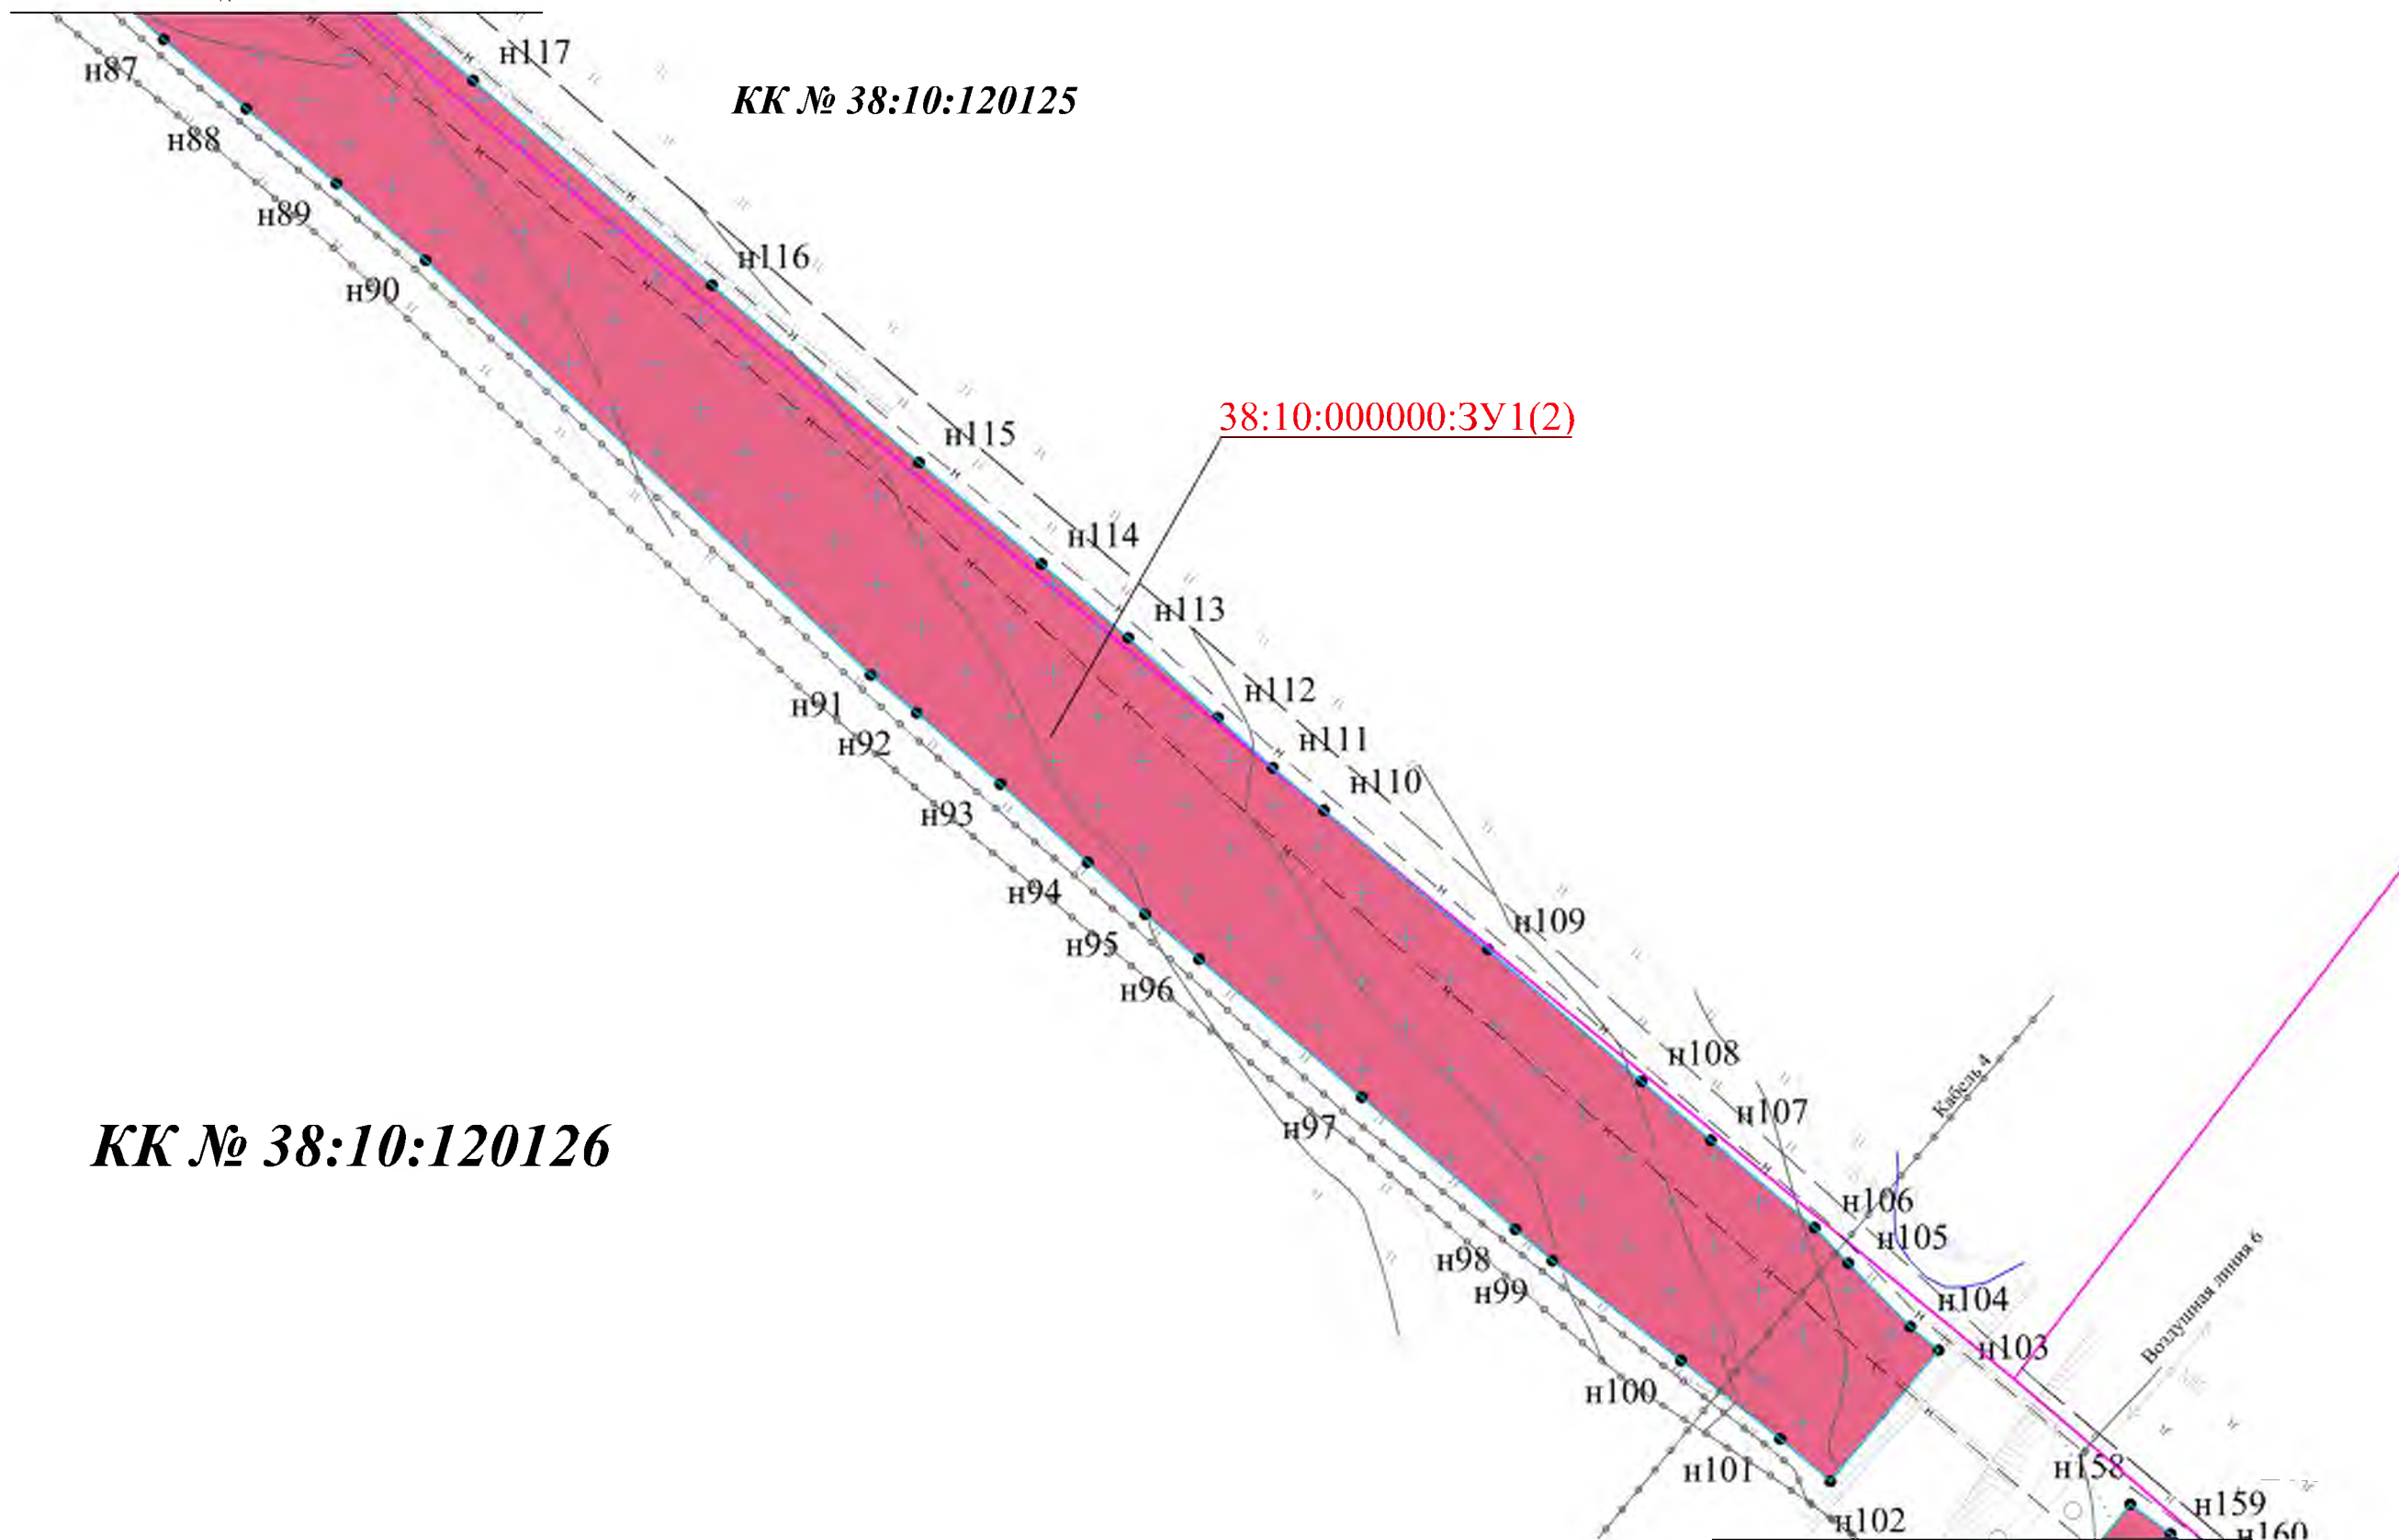 н117
н87
КК № 38:10:120125
н88
н89
н116
н90
38:10:000000:ЗУ1(2)
н115
н114
н113
н112
н91
н111
н92
н110
н93
н94
н109
н95
н96
н108
Кабель 4
н107
н97
КК № 38:10:120126
н106
н105
н98
н99
н104
Воздушная линия 6
н103
н100
н101
н158
н159
н102
н160